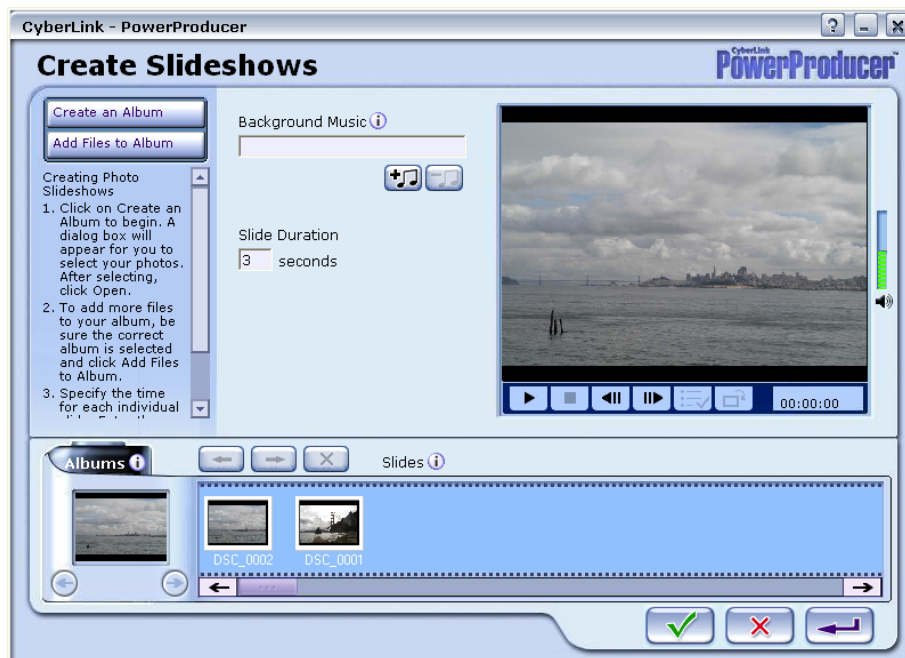 CyberLink - PowerProducer
Create Slideshows
CyberLink
PowerProducer
Create an Album
Add Files to Album
Creating Photo
Slideshows
1. Click on Create an
Album to begin. A
dialog box will
appear for you to
select your photos.
After selecting,
click Open.
2. To add more files
to your album, be
sure the correct
album is selected
and click Add Files
to Album.
3. Specify the time
for each individual
Background Music
Slide Duration
3 seconds
00:00:00
Albums
Slides
DSC_0002
DSC_0001